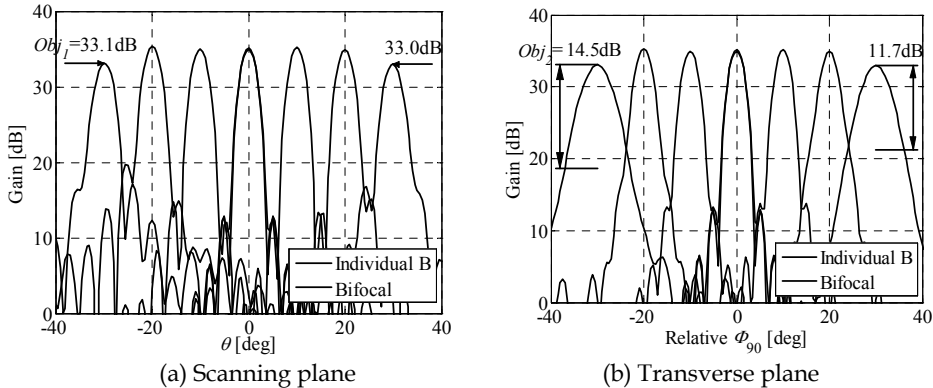 40
Obj1=33.1dB
33.0dB
30
20
10
0
Gain [dB]
Individual B
Bifocal
-40 -20 0 20 40
θ [deg]
(a) Scanning plane
40
Obj2=14.5dB
11.7dB
30
20
10
0
Gain [dB]
Individual B
Bifocal
-40 -20 0 20 40
Relative Φ90 [deg]
(b) Transverse plane